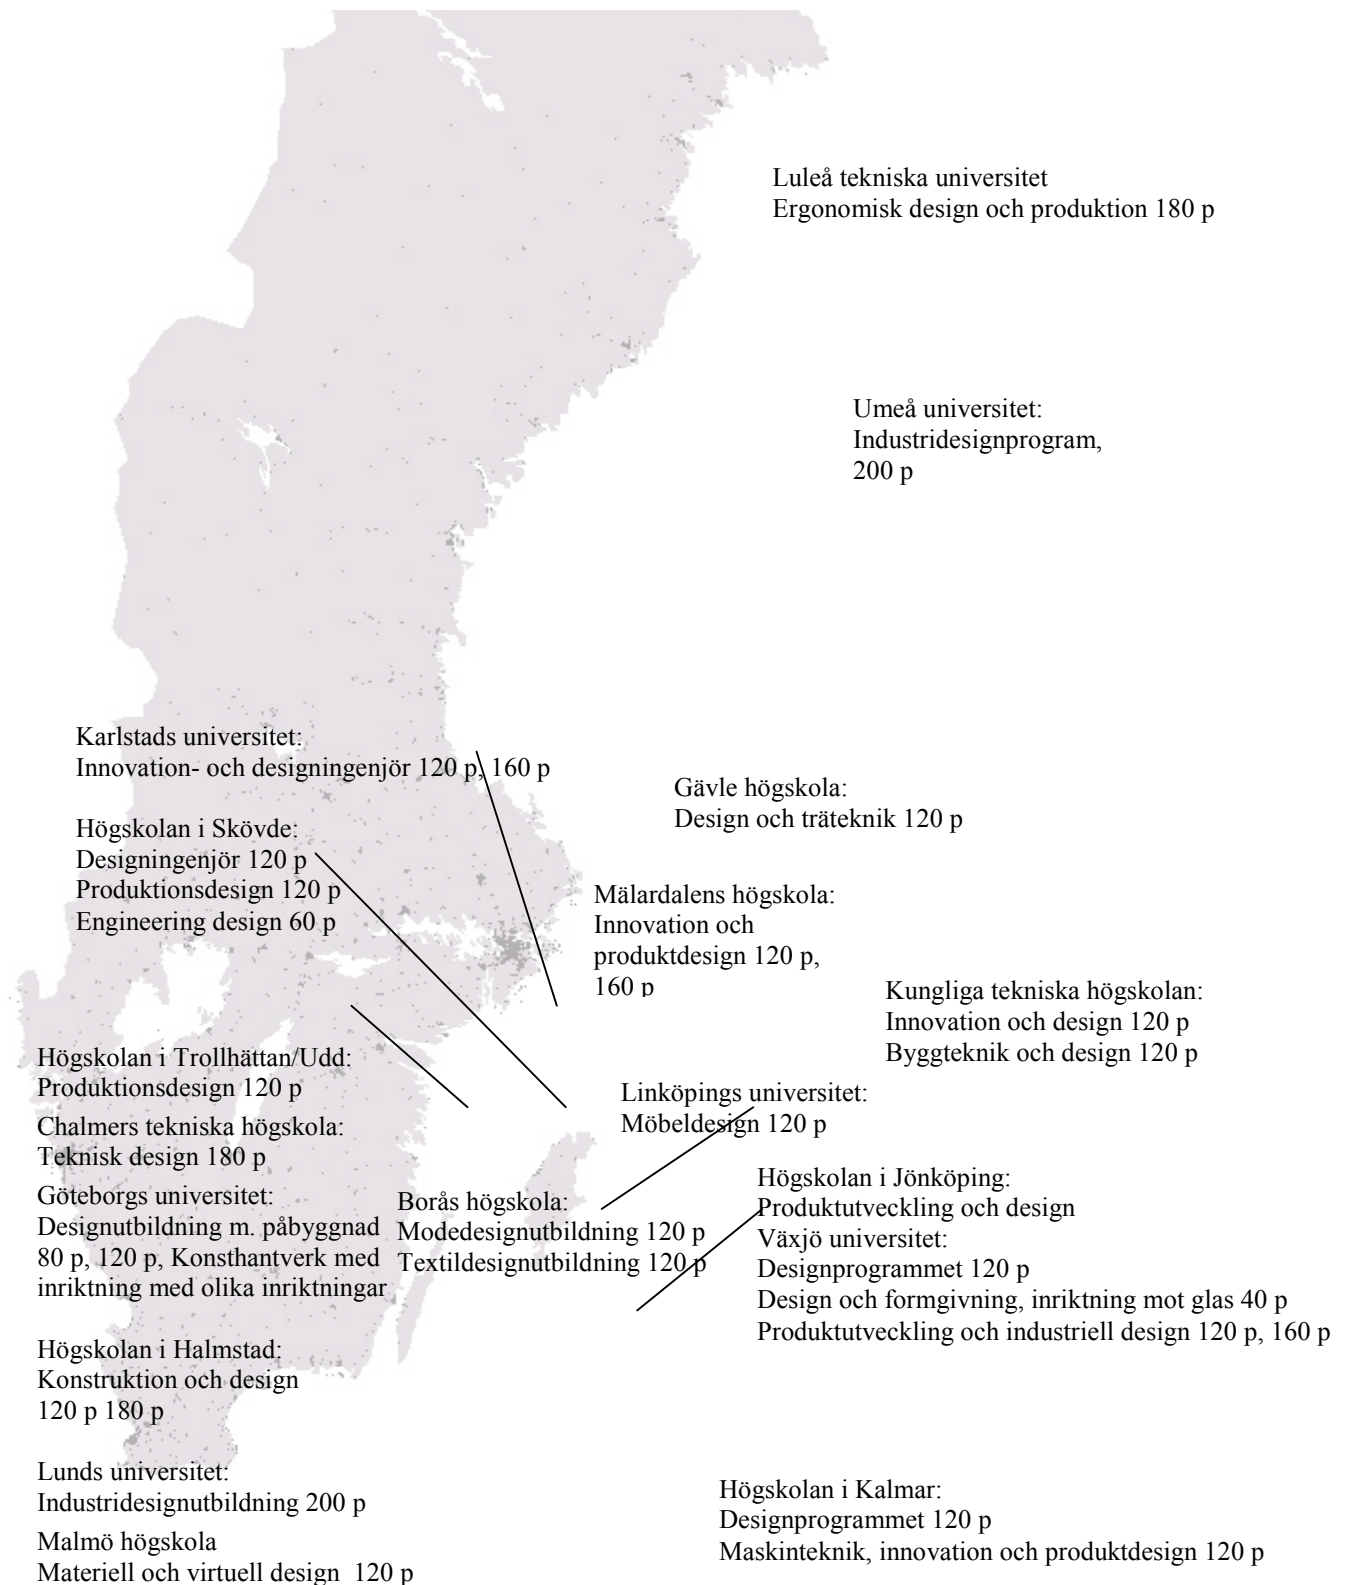 Luleå tekniska universitet
Ergonomisk design och produktion 180 p
Umeå universitet:
Industridesignprogram,
200 p
Karlstads universitet:
Innovation- och designingenjör 120 p, 160 p
Gävle högskola:
Design och träteknik 120 p
Högskolan i Skövde:
Designingenjör 120 p
Produktionsdesign 120 p
Engineering design 60 p
Mälardalens högskola:
Innovation och
produktdesign 120 p,
160 p
Kungliga tekniska högskolan:
Innovation och design 120 p
Byggteknik och design 120 p
Högskolan i Trollhättan/Udd:
Produktionsdesign 120 p
Linköpings universitet:
Möbeldesign 120 p
Chalmers tekniska högskola:
Teknisk design 180 p
Göteborgs universitet:
Designutbildning m. påbyggnad
80 p, 120 p, Konsthantverk med
inriktning med olika inriktningar
Borås högskola:
Modedesignutbildning 120 p
Textildesignutbildning 120 p
Högskolan i Jönköping:
Produktutveckling och design
Växjö universitet:
Designprogrammet 120 p
Design och formgivning, inriktning mot glas 40 p
Produktutveckling och industriell design 120 p, 160 p
Högskolan i Halmstad:
Konstruktion och design
120 p 180 p
Lunds universitet:
Industridesignutbildning 200 p
Malmö högskola
Materiell och virtuell design 120 p
Högskolan i Kalmar:
Designprogrammet 120 p
Maskinteknik, innovation och produktdesign 120 p